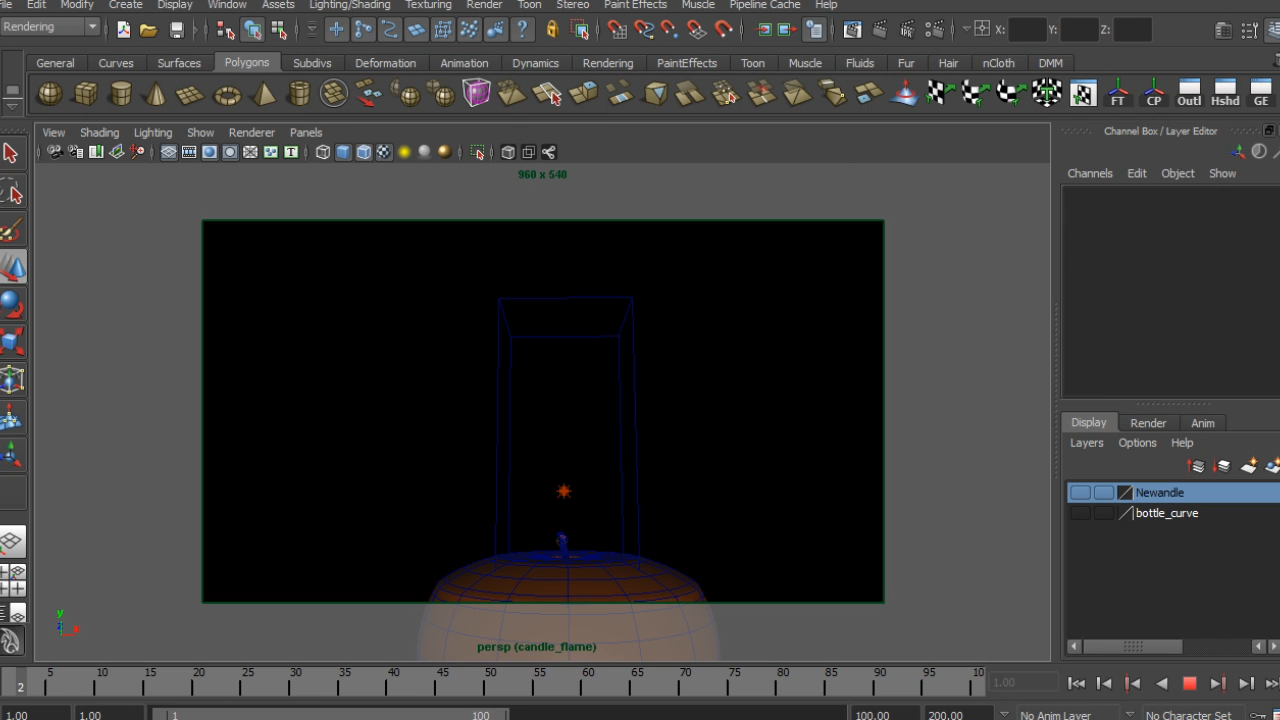 Edit Modify Create Display Window Assets Lighting/Shading Texturing Render Toon Stereo Paint Effects Muscle Pipeline Cache Help
Rendering X: Y: Z:
General Curves Surfaces Polygons Subdivs Deformation Animation Dynamics Rendering PaintEffects Toon Muscle Fluids Fur Hair nCloth DMM
FT CP Outl Hshd GE
View Shading Lighting Show Renderer Panels
Channel Box / Layer Editor
T
Channels Edit Object Show
960 x 540
Display Render Anim
Layers Options Help
Newandle
bottle_curve
y
z x
persp (candle_flame)
5 10 15 20 25 30 35 40 45 50 55 60 65 70 75 80 85 90 95 10
2
1.00
1.00 1.00 1 100 100.00 200.00 No Anim Layer No Character Set